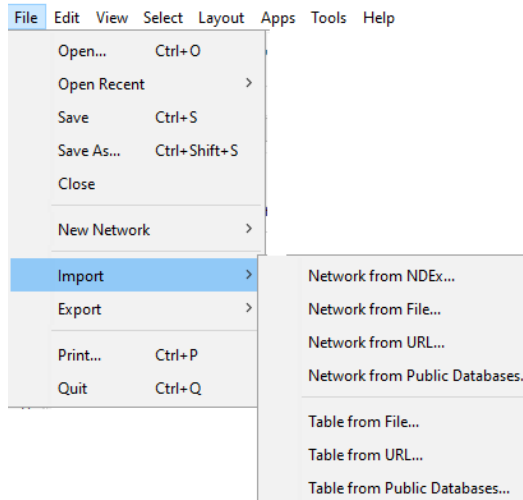 File Edit View Select Layout Apps Tools Help
Open... Ctrl+O
Open Recent >
Save Ctrl+S
Save As... Ctrl+Shift+S
Close
New Network >
Import >
Export >
Print... Ctrl+P
Quit Ctrl+Q
Network from NDEx...
Network from File...
Network from URL...
Network from Public Databases.
Table from File...
Table from URL...
Table from Public Databases...